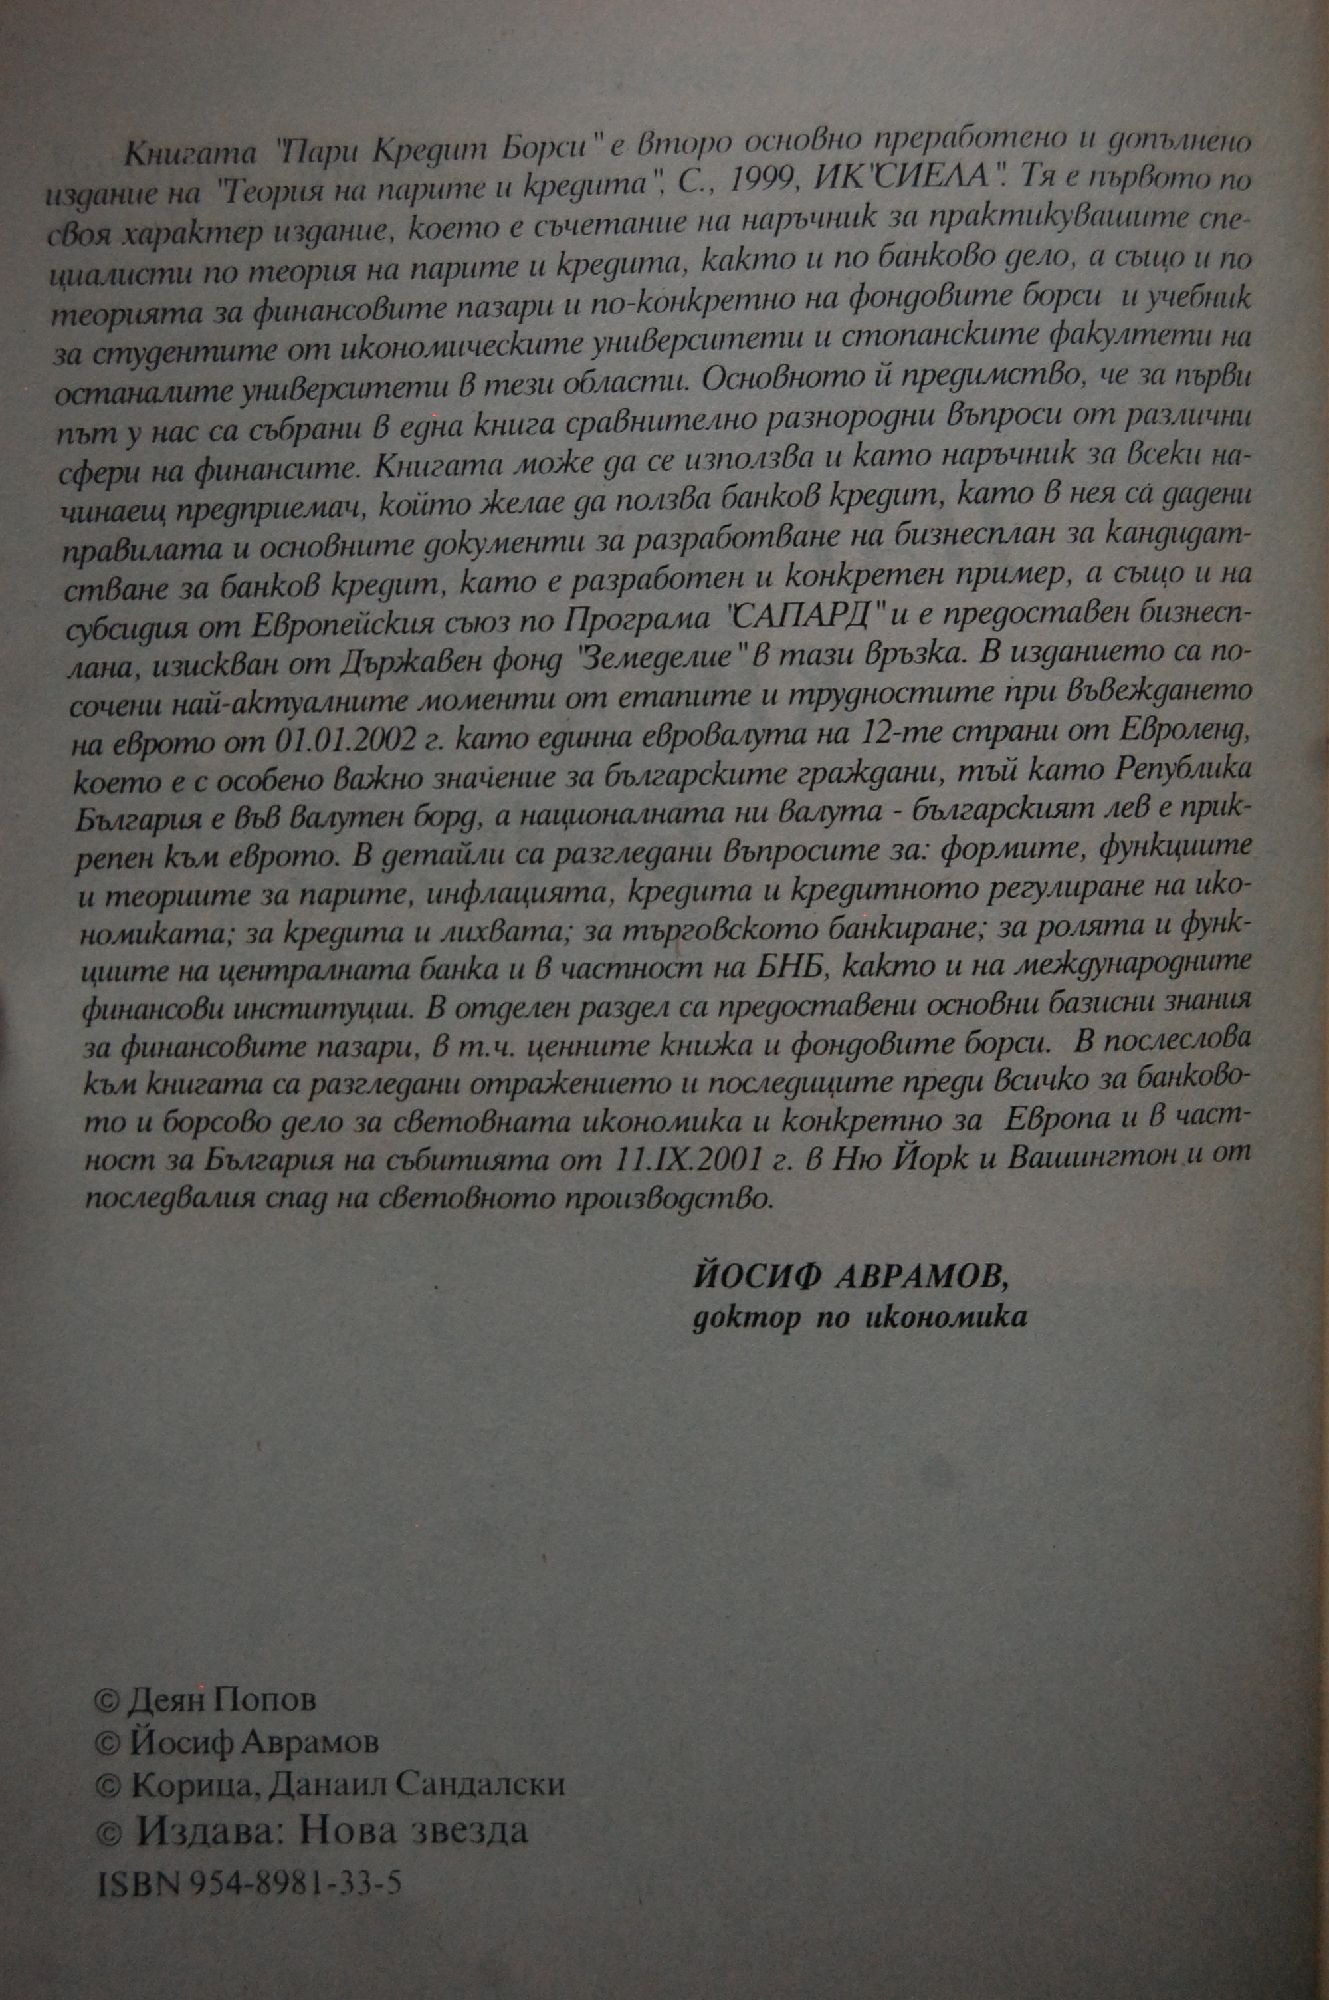 Книгата "Пари Кредит Борси" е второ основно преработено и допълнено
издание на "Теория на парите и кредита", С., 1999, ИК"СИЕЛА". Тя е първото по
своя характер издание, което е съчетание на наръчник за практикуващите спе-
циалисти по теория на парите и кредита, както и по банково дело, а също и по
теорията за финансовите пазари и по-конкретно на фондовите борси и учебник
за студентите от икономическите университети и стопанските факултети на
останалите университети в тези области. Основното й предимство, че за първи
път у нас са събрани в една книга сравнително разнородни въпроси от различни
сфери на финансите. Книгата може да се използва и като наръчник за всеки на-
чинаещ предприемач, който желае да ползва банков кредит, като в нея са дадени
правилата и основните документи за разработване на бизнесплан за кандидат-
стване за банков кредит, като е разработен и конкретен пример, а също и на
субсидия от Европейския съюз по Програма "САПАРД" и е предоставен бизнесп-
лана, изискван от Държавен фонд "Земеделие" в тази връзка. В изданието са по-
сочени най-актуалните моменти от етапите и трудностите при въвеждането
на еврото от 01.01.2002 г. като единна евровалута на 12-те страни от Евроленд,
което е с особено важно значение за българските граждани, тъй като Република
България е във валутен борд, а националната ни валута - българският лев е прик-
репен към еврото. В детайли са разгледани въпросите за: формите, функциите
и теориите за парите, инфлацията, кредита и кредитното регулиране на ико-
номиката; за кредита и лихвата; за търговското банкиране; за ролята и функ-
циите на централната банка и в частност на БНБ, както и на международните
финансови институции. В отделен раздел са предоставени основни базисни знания
за финансовите пазари, в т.ч. ценните книжа и фондовите борси. В послеслова
към книгата са разгледани отражението и последиците преди всичко за банково-
то и борсово дело за световната икономика и конкретно за Европа и в част-
ност за България на събитията от 11.IX.2001 г. в Ню Йорк и Вашингтон и от
последвалия спад на световното производство.
ЙОСИФ АВРАМОВ,
доктор по икономика
© Деян Попов
© Йосиф Аврамов
© Корица, Данаил Сандалски
© Издава: Нова звезда
ISBN 954-8981-33-5